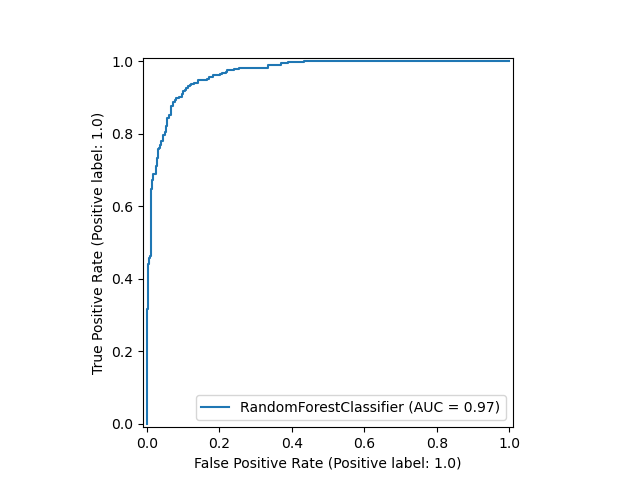 1.0
0.8
0.6
0.4
0.2
0.0
True Positive Rate (Positive label: 1.0)
RandomForestClassifier (AUC = 0.97)
0.0 0.2 0.4 0.6 0.8 1.0
False Positive Rate (Positive label: 1.0)